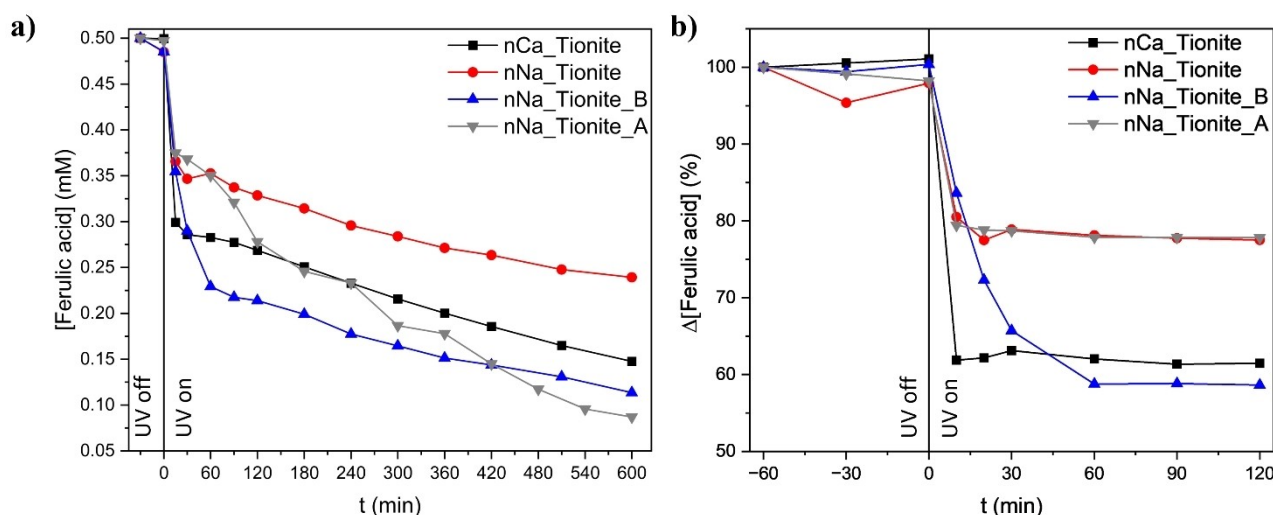 a)
nCa_Tionite
nNa_Tionite
nNa_Tionite_B
nNa_Tionite_A
[Ferulic acid] (mM)
0.50
0.45
0.40
0.35
0.30
0.25
0.20
0.15
0.10
0.05
UV off
UV on
0 60 120 180 240 300 360 420 480 540 600
t (min)
b)
nCa_Tionite
nNa_Tionite
nNa_Tionite_B
nNa_Tionite_A
Δ[Ferulic acid] (%)
100
90
80
70
60
50
UV off
UV on
−60 −30 0 30 60 90 120
t (min)